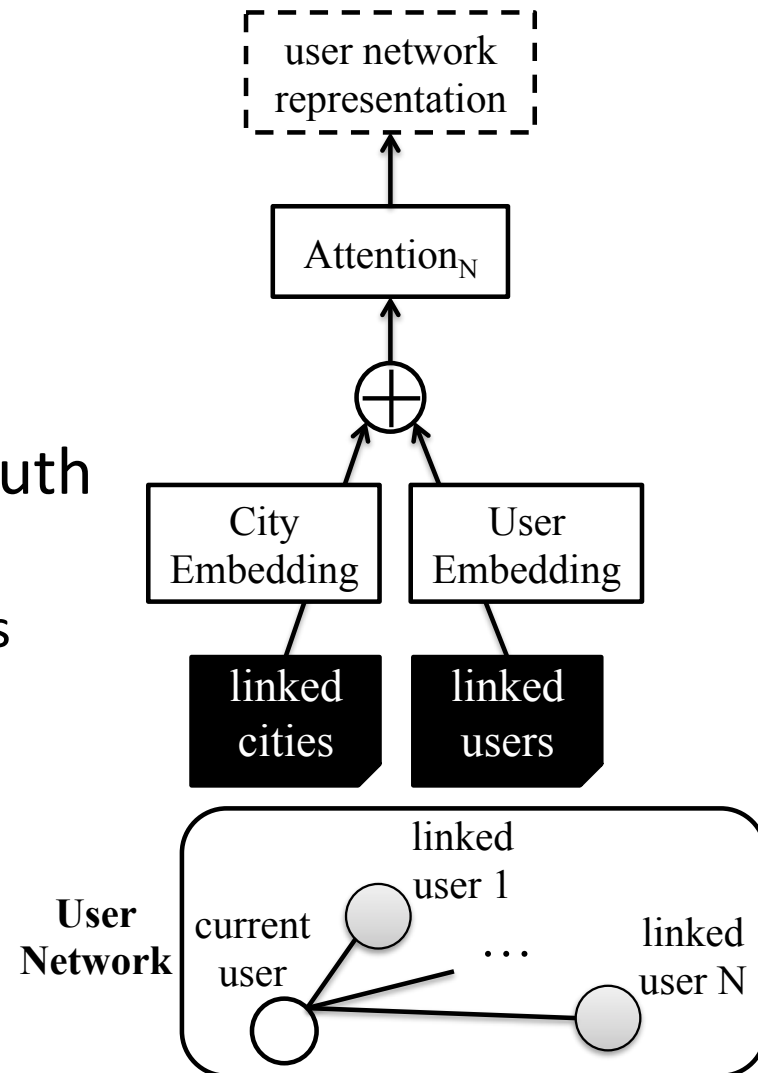 user network
representation
Attention_N
uth
City
Embedding
User
Embedding
s
linked
cities
linked
users
linked
user 1
User
Network
current
user
...
linked
user N